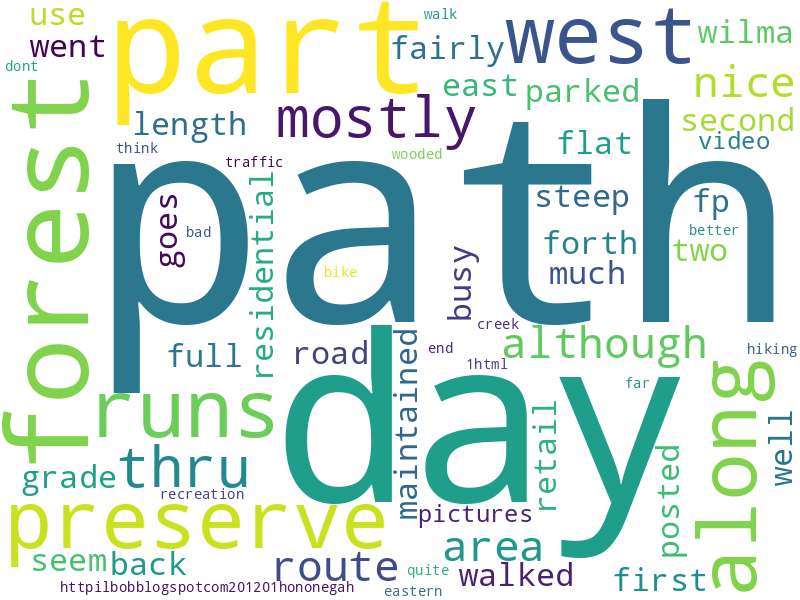 use
walk
went
part
fairly
west
wilma
dont
east
parked
nice
second
length
mostly
forest
think
traffic
wooded
flat
video
path
goes
bad
residential
steep
fp
better
bike
busy
forth
two
much
creek
full
road
maintained
end
1html
although
hiking
day
far
runs
along
thru
retail
well
grade
recreation
preserve
pictures
posted
seem
back
route
area
quite
walked
first
httpilbobblogspotcom201201hononegah
eastern